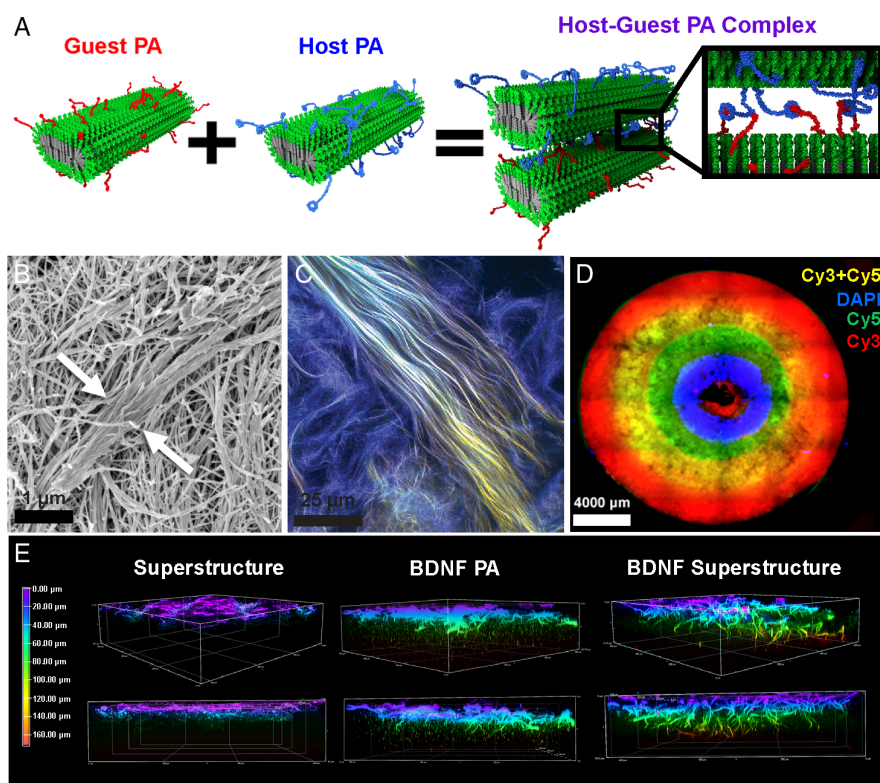 A
Guest PA
Host PA
Host-Guest PA Complex
B
1 µm
C
25 µm
D
Cy3+Cy5
DAPI
Cy5
Cy3
4000 µm
E
Superstructure
BDNF PA
BDNF Superstructure
0.00 µm
20.00 µm
40.00 µm
60.00 µm
80.00 µm
100.00 µm
120.00 µm
140.00 µm
160.00 µm